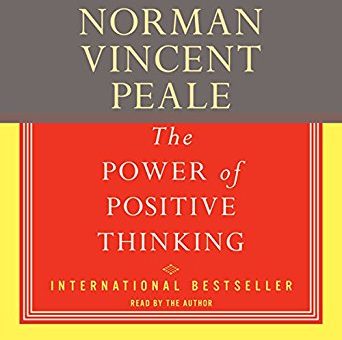 NORMAN
VINCENT
PEALE
The
POWER of
POSITIVE
THINKING
INTERNATIONAL BESTSELLER
READ BY THE AUTHOR